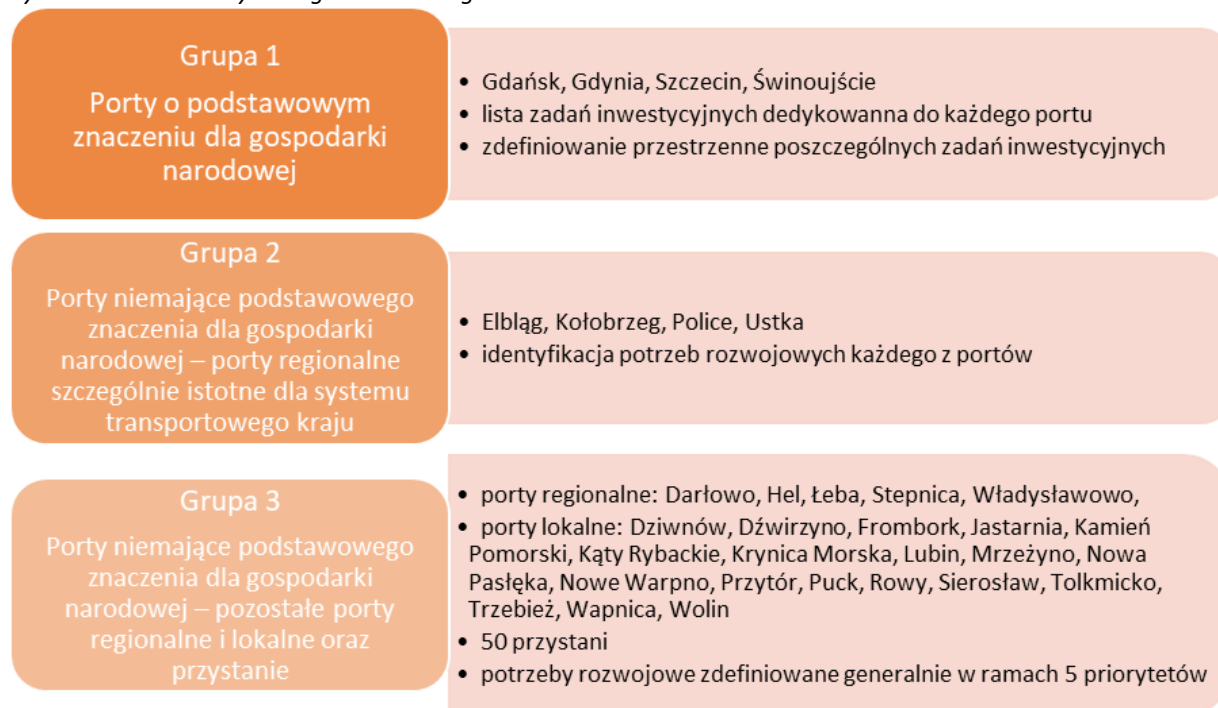 Grupa 1
Porty o podstawowym
znaczeniu dla gospodarki
narodowej
• Gdańsk, Gdynia, Szczecin, Świnoujście
• lista zadań inwestycyjnych dedykowanna do każdego portu
• zdefiniowanie przestrzenne poszczególnych zadań inwestycyjnych
Grupa 2
Porty niemające podstawowego
znaczenia dla gospodarki
narodowej – porty regionalne
szczególnie istotne dla systemu
transportowego kraju
• Elbląg, Kołobrzeg, Police, Ustka
• identyfikacja potrzeb rozwojowych każdego z portów
Grupa 3
Porty niemające podstawowego
znaczenia dla gospodarki
narodowej – pozostałe porty
regionalne i lokalne oraz
przystanie
• porty regionalne: Darłowo, Hel, Łeba, Stepnica, Władysławowo,
• porty lokalne: Dziwnów, Dźwirzyno, Frombork, Jastarnia, Kamień
Pomorski, Kąty Rybackie, Krynica Morska, Lubin, Mrzeżyno, Nowa
Pasłęka, Nowe Warpno, Przytór, Puck, Rowy, Sierosław, Tolkmicko,
Trzebież, Wapnica, Wolin
• 50 przystani
• potrzeby rozwojowe zdefiniowane generalnie w ramach 5 priorytetów